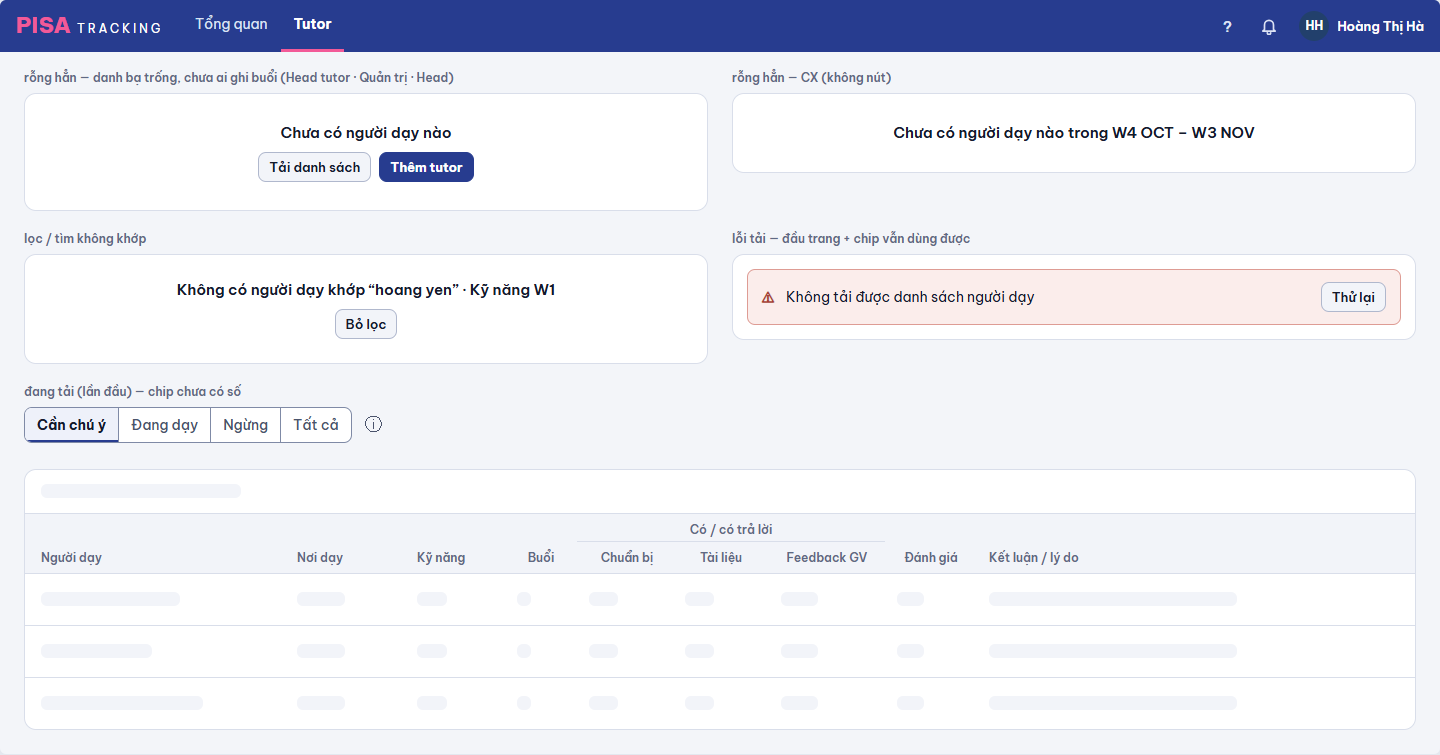 PISA TRACKING Tổng quan Tutor ? HH Hoàng Thị Hà
rỗng hẳn — danh bạ trống, chưa ai ghi buổi (Head tutor · Quản trị · Head)
Chưa có người dạy nào
Tải danh sách Thêm tutor
rỗng hẳn — CX (không nút)
Chưa có người dạy nào trong W4 OCT – W3 NOV
lọc / tìm không khớp
Không có người dạy khớp “hoang yen” · Kỹ năng W1
Bỏ lọc
lỗi tải — đầu trang + chip vẫn dùng được
Không tải được danh sách người dạy Thử lại
đang tải (lần đầu) — chip chưa có số
Cần chú ý Đang dạy Ngừng Tất cả
Có / có trả lời
Người dạy Nơi dạy Kỹ năng Buổi Chuẩn bị Tài liệu Feedback GV Đánh giá Kết luận / lý do